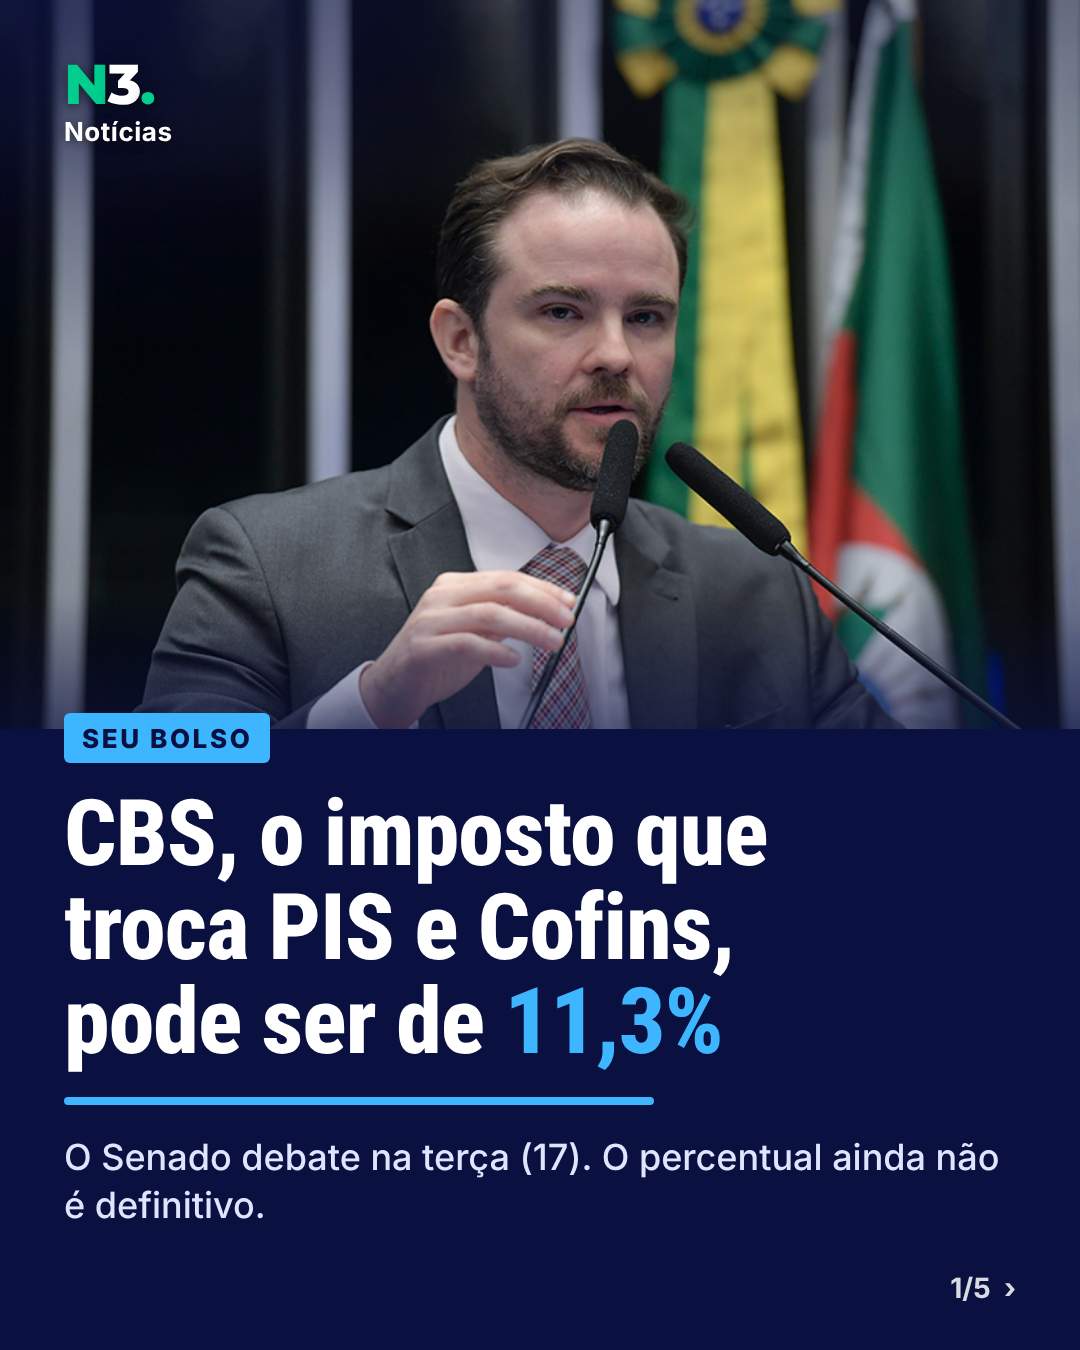 N3.
Notícias
SEU BOLSO
CBS, o imposto que
troca PIS e Cofins,
pode ser de 11,3%
O Senado debate na terça (17). O percentual ainda não
é definitivo.
1/5 ›